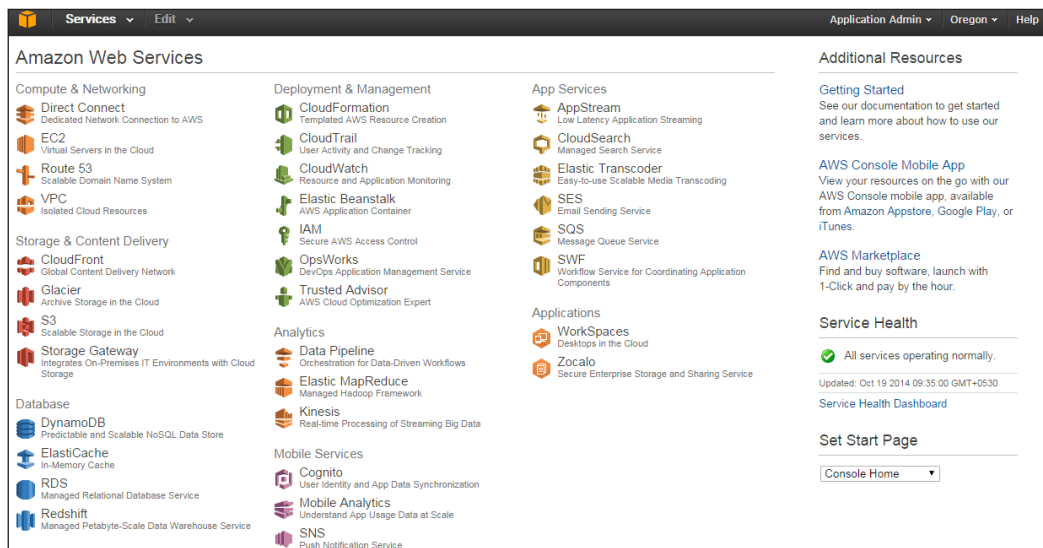 Services Edit Application Admin Oregon Help
Amazon Web Services
Compute & Networking
Direct Connect
Dedicated Network Connection to AWS
EC2
Virtual Servers in the Cloud
Route 53
Scalable Domain Name System
VPC
Isolated Cloud Resources
Storage & Content Delivery
CloudFront
Global Content Delivery Network
Glacier
Archive Storage in the Cloud
S3
Scalable Storage in the Cloud
Storage Gateway
Integrates On-Premises IT Environments with Cloud
Storage
Database
DynamoDB
Predictable and Scalable NoSQL Data Store
ElastiCache
In-Memory Cache
RDS
Managed Relational Database Service
Redshift
Managed Petabyte-Scale Data Warehouse Service
Deployment & Management
CloudFormation
Templated AWS Resource Creation
CloudTrail
User Activity and Change Tracking
CloudWatch
Resource and Application Monitoring
Elastic Beanstalk
AWS Application Container
IAM
Secure AWS Access Control
OpsWorks
DevOps Application Management Service
Trusted Advisor
AWS Cloud Optimization Expert
Analytics
Data Pipeline
Orchestration for Data-Driven Workflows
Elastic MapReduce
Managed Hadoop Framework
Kinesis
Real-time Processing of Streaming Big Data
Mobile Services
Cognito
User Identity and App Data Synchronization
Mobile Analytics
Understand App Usage Data at Scale
SNS
Push Notification Service
App Services
AppStream
Low Latency Application Streaming
CloudSearch
Managed Search Service
Elastic Transcoder
Easy-to-use Scalable Media Transcoding
SES
Email Sending Service
SQS
Message Queue Service
SWF
Workflow Service for Coordinating Application
Components
Applications
WorkSpaces
Desktops in the Cloud
Zocalo
Secure Enterprise Storage and Sharing Service
Additional Resources
Getting Started
See our documentation to get started
and learn more about how to use our
services.
AWS Console Mobile App
View your resources on the go with our
AWS Console mobile app, available
from Amazon Appstore, Google Play, or
iTunes.
AWS Marketplace
Find and buy software, launch with
1-Click and pay by the hour.
Service Health
All services operating normally.
Updated: Oct 19 2014 09:35:00 GMT+0530
Service Health Dashboard
Set Start Page
Console Home